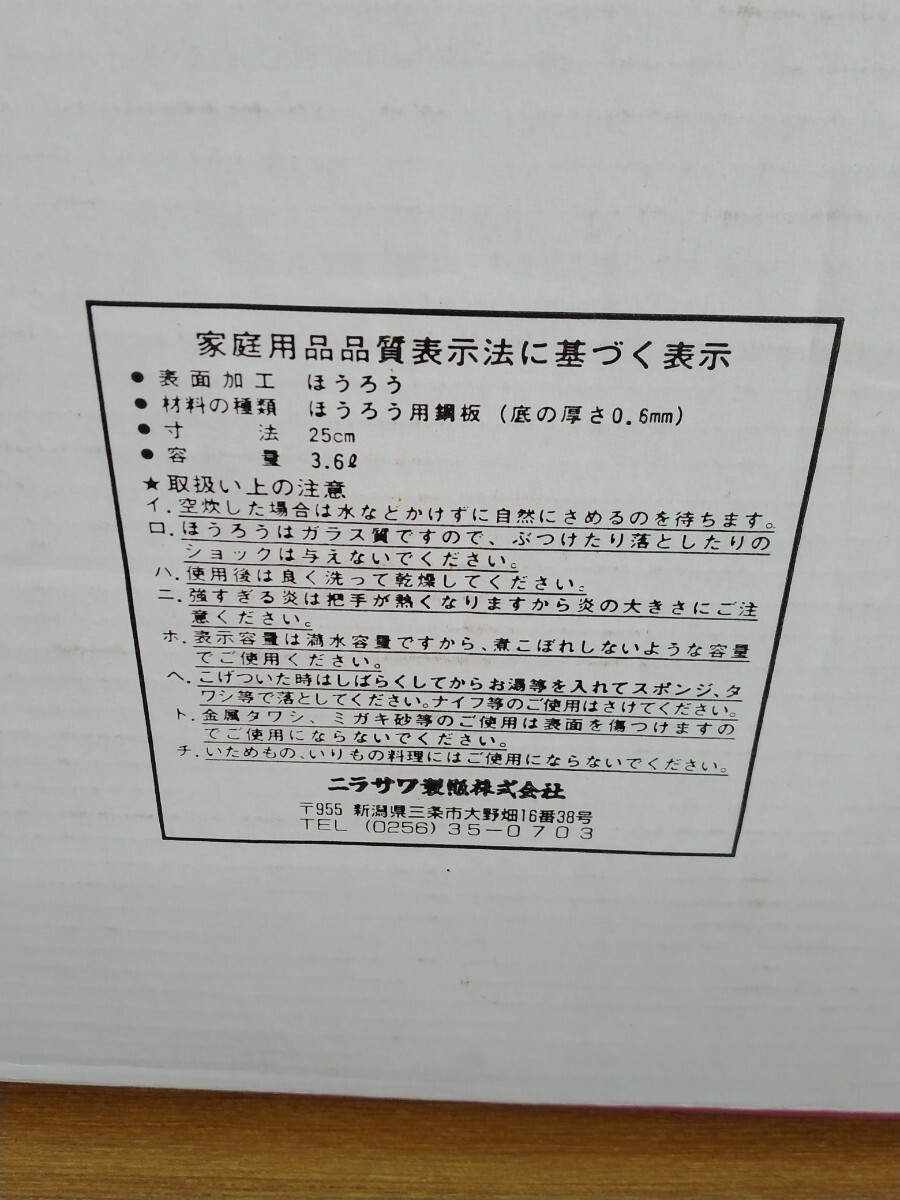 家庭用品品質表示法に基づく表示
● 表面加工 ほうろう
● 材料の種類 ほうろう用鋼板 (底の厚さ0.6mm)
● 寸法 25cm
● 容量 3.6ℓ
★ 取扱い上の注意
イ. 空炊した場合は水などかけずに自然にさめるのを待ちます。
ロ. ほうろうはガラス質ですので、ぶつけたり落としたりの
ショックは与えないでください。
ハ. 使用後は良く洗って乾燥してください。
ニ. 強すぎる炎は把手が熱くなりますから炎の大きさにご注
意ください。
ホ. 表示容量は満水容量ですから、煮こぼれしないような容量
でご使用ください。
ヘ. こげついた時はしばらくしてからお湯等を入れてスポンジ、タ
ワシ等で落としてください。ナイフ等のご使用はさけてください。
ト. 金属タワシ、ミガキ砂等のご使用は表面を傷つけますの
でご使用にならないでください。
チ. いためもの、いりもの料理にはご使用にならないでください。
ニラサワ製販株式会社
〒955 新潟県三条市大野畑16番38号
TEL (0256) 35-0703